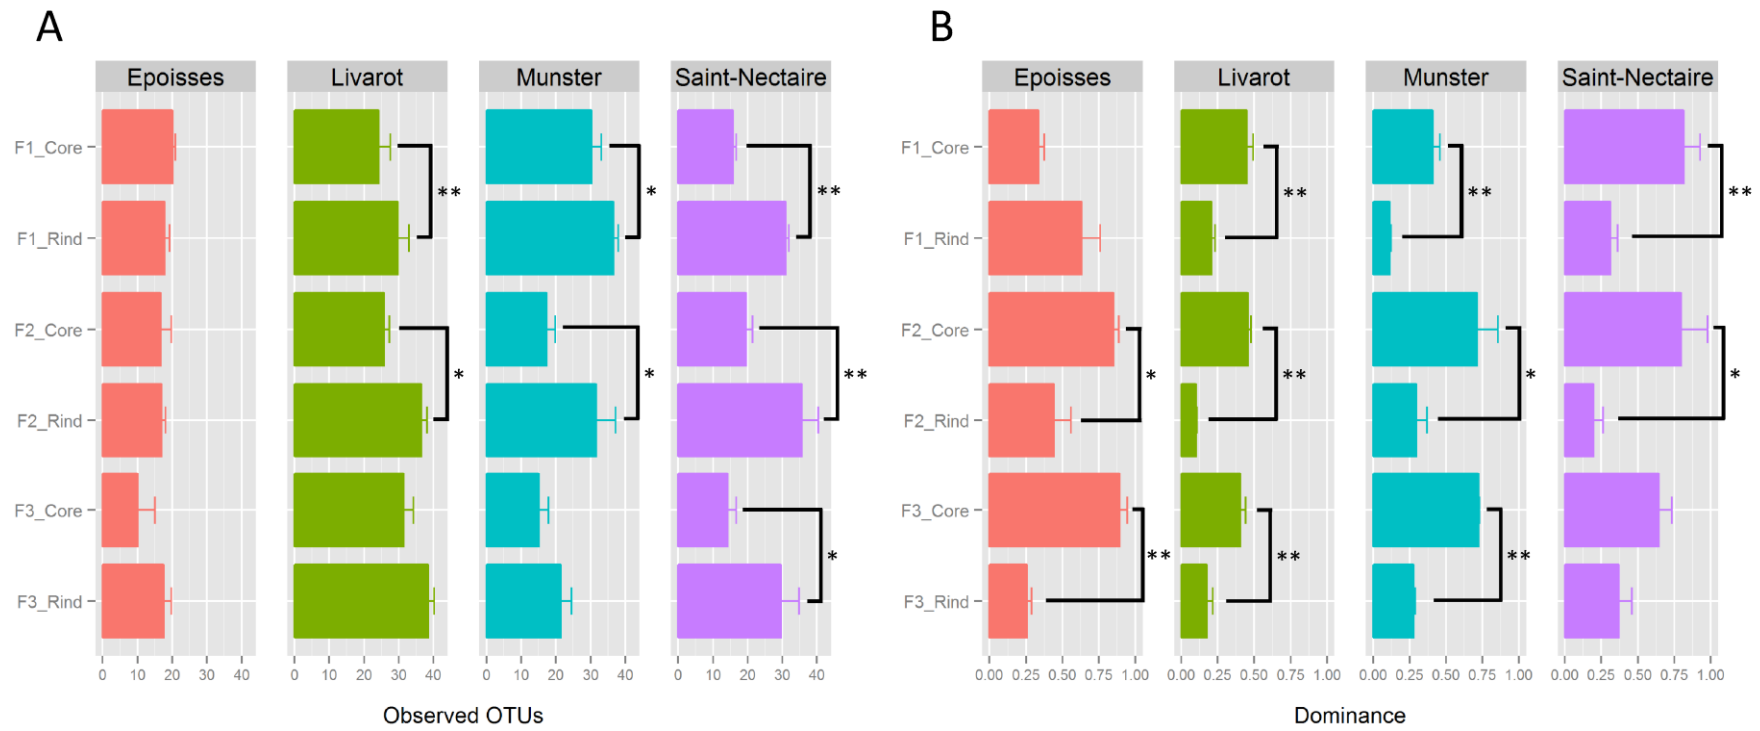 A
B
Epoisses Livarot Munster Saint-Nectaire
Epoisses Livarot Munster Saint-Nectaire
F1_Core
F1_Rind
F2_Core
F2_Rind
F3_Core
F3_Rind
** * **
* * **
*
0 10 20 30 40 0 10 20 30 40 0 10 20 30 40 0 10 20 30 40
Observed OTUs
F1_Core
F1_Rind
F2_Core
F2_Rind
F3_Core
F3_Rind
** ** **
* ** * *
** ** **
0.00 0.25 0.50 0.75 1.00 0.00 0.25 0.50 0.75 1.00 0.00 0.25 0.50 0.75 1.00 0.00 0.25 0.50 0.75 1.00
Dominance